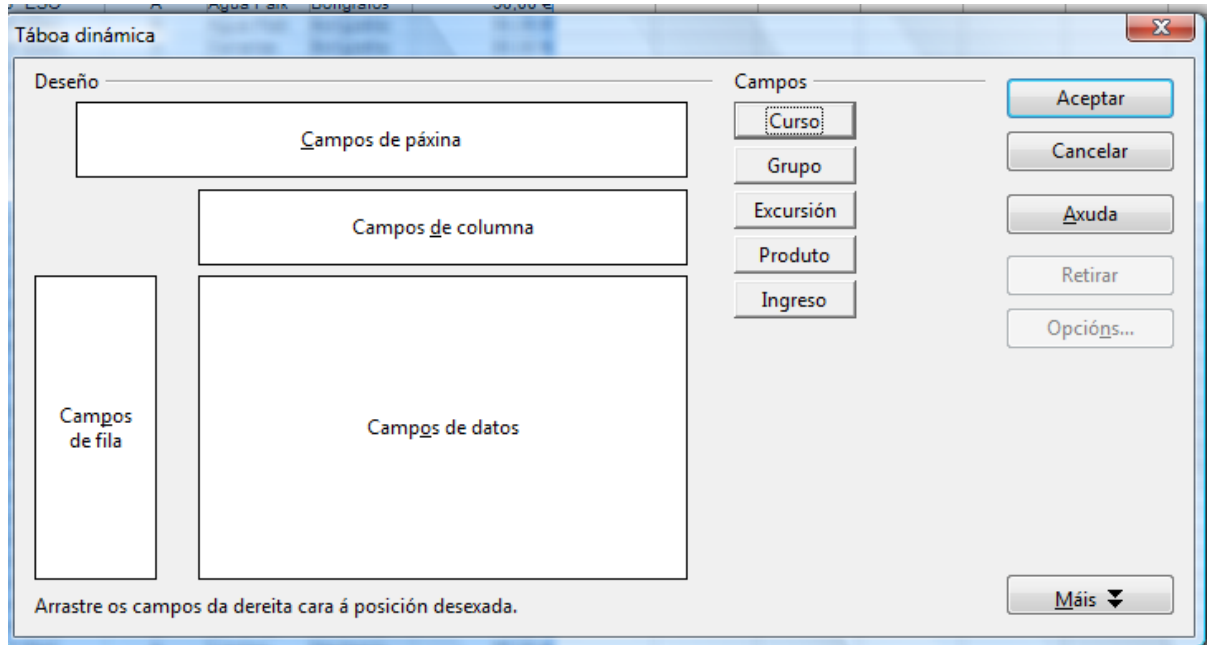 Táboa dinámica
Deseño
Campos de páxina
Campos de columna
Campos
de fila
Campos de datos
Arrastre os campos da dereita cara á posición desexada.
Campos
Curso
Grupo
Excursión
Produto
Ingreso
Aceptar
Cancelar
Axuda
Retirar
Opcións...
Máis